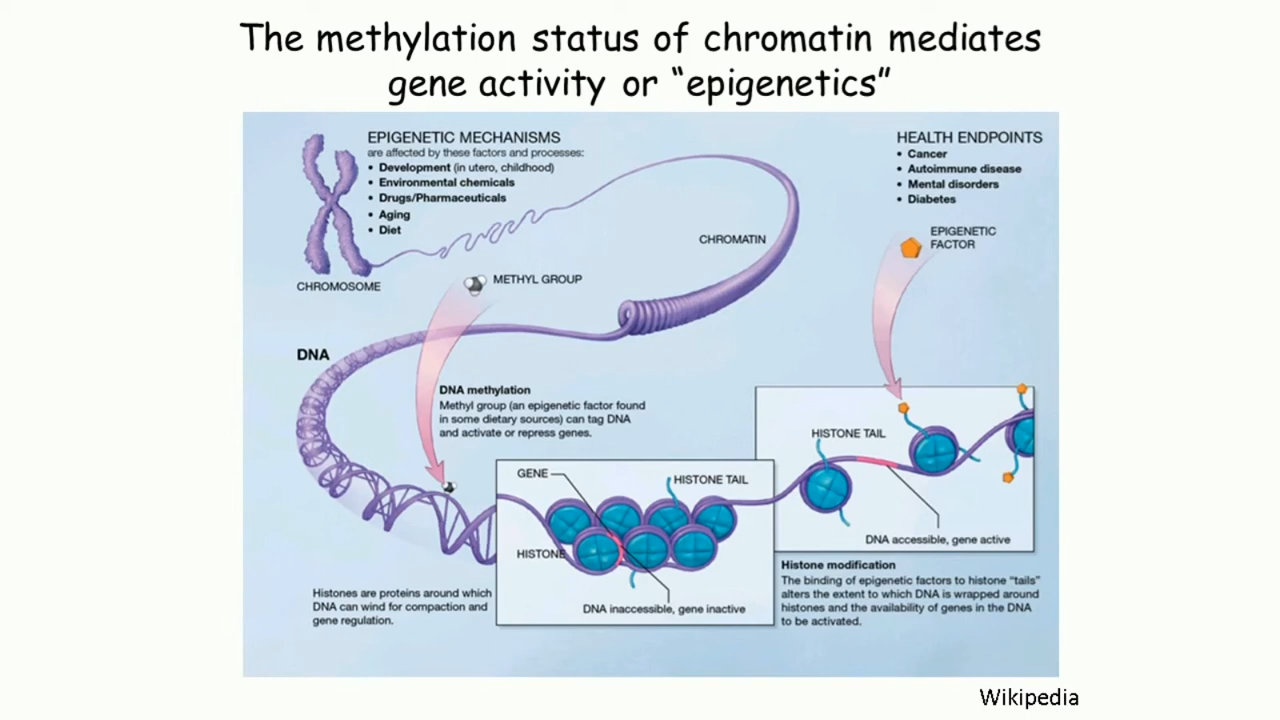 The methylation status of chromatin mediates
gene activity or “epigenetics”
EPIGENETIC MECHANISMS
are affected by these factors and processes:
• Development (in utero, childhood)
• Environmental chemicals
• Drugs/Pharmaceuticals
• Aging
• Diet
HEALTH ENDPOINTS
• Cancer
• Autoimmune disease
• Mental disorders
• Diabetes
EPIGENETIC
FACTOR
CHROMATIN
CHROMOSOME
METHYL GROUP
DNA
DNA methylation
Methyl group (an epigenetic factor found
in some dietary sources) can tag DNA
and activate or repress genes.
HISTONE TAIL
GENE
HISTONE TAIL
DNA accessible, gene active
HISTONE
DNA inaccessible, gene inactive
Histones are proteins around which
DNA can wind for compaction and
gene regulation.
Histone modification
The binding of epigenetic factors to histone “tails”
alters the extent to which DNA is wrapped around
histones and the availability of genes in the DNA
to be activated.
Wikipedia